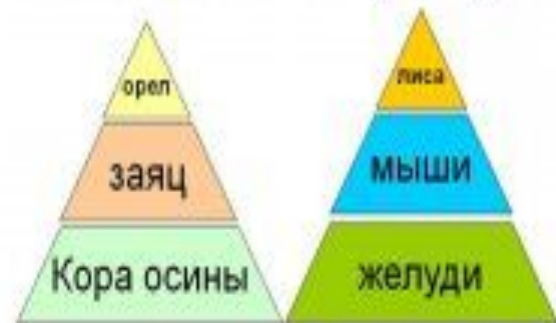 орел
заяц
Кора осины
лиса
мыши
желуди